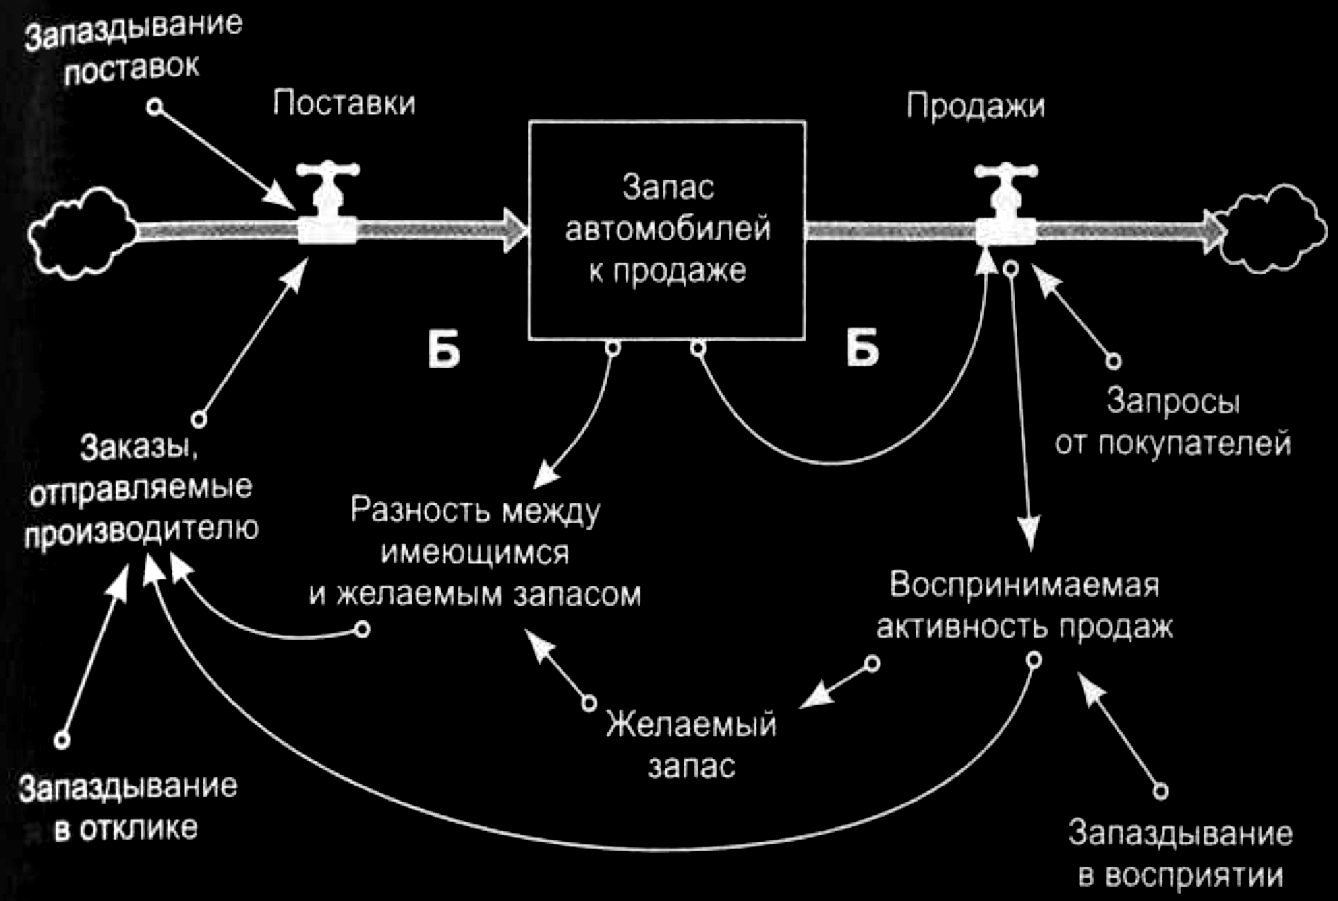 Запаздывание
поставок
Поставки
Продажи
Запас
автомобилей
к продаже
Б
Б
Запросы
от покупателей
Заказы,
отправляемые
производителю
Разность между
имеющимся
и желаемым запасом
Воспринимаемая
активность продаж
Желаемый
запас
Запаздывание
в отклике
Запаздывание
в восприятии